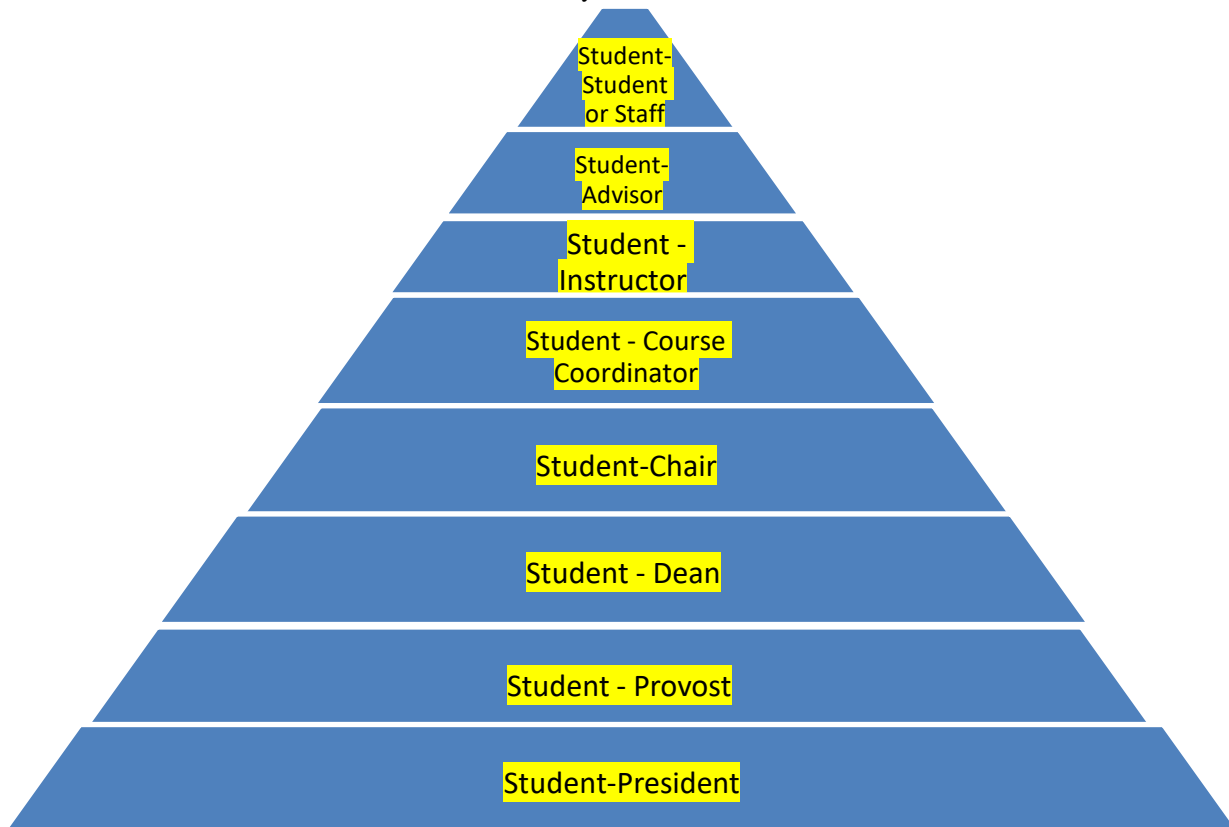 Student-
Student
or Staff
Student-
Advisor
Student -
Instructor
Student - Course
Coordinator
Student-Chair
Student - Dean
Student - Provost
Student-President